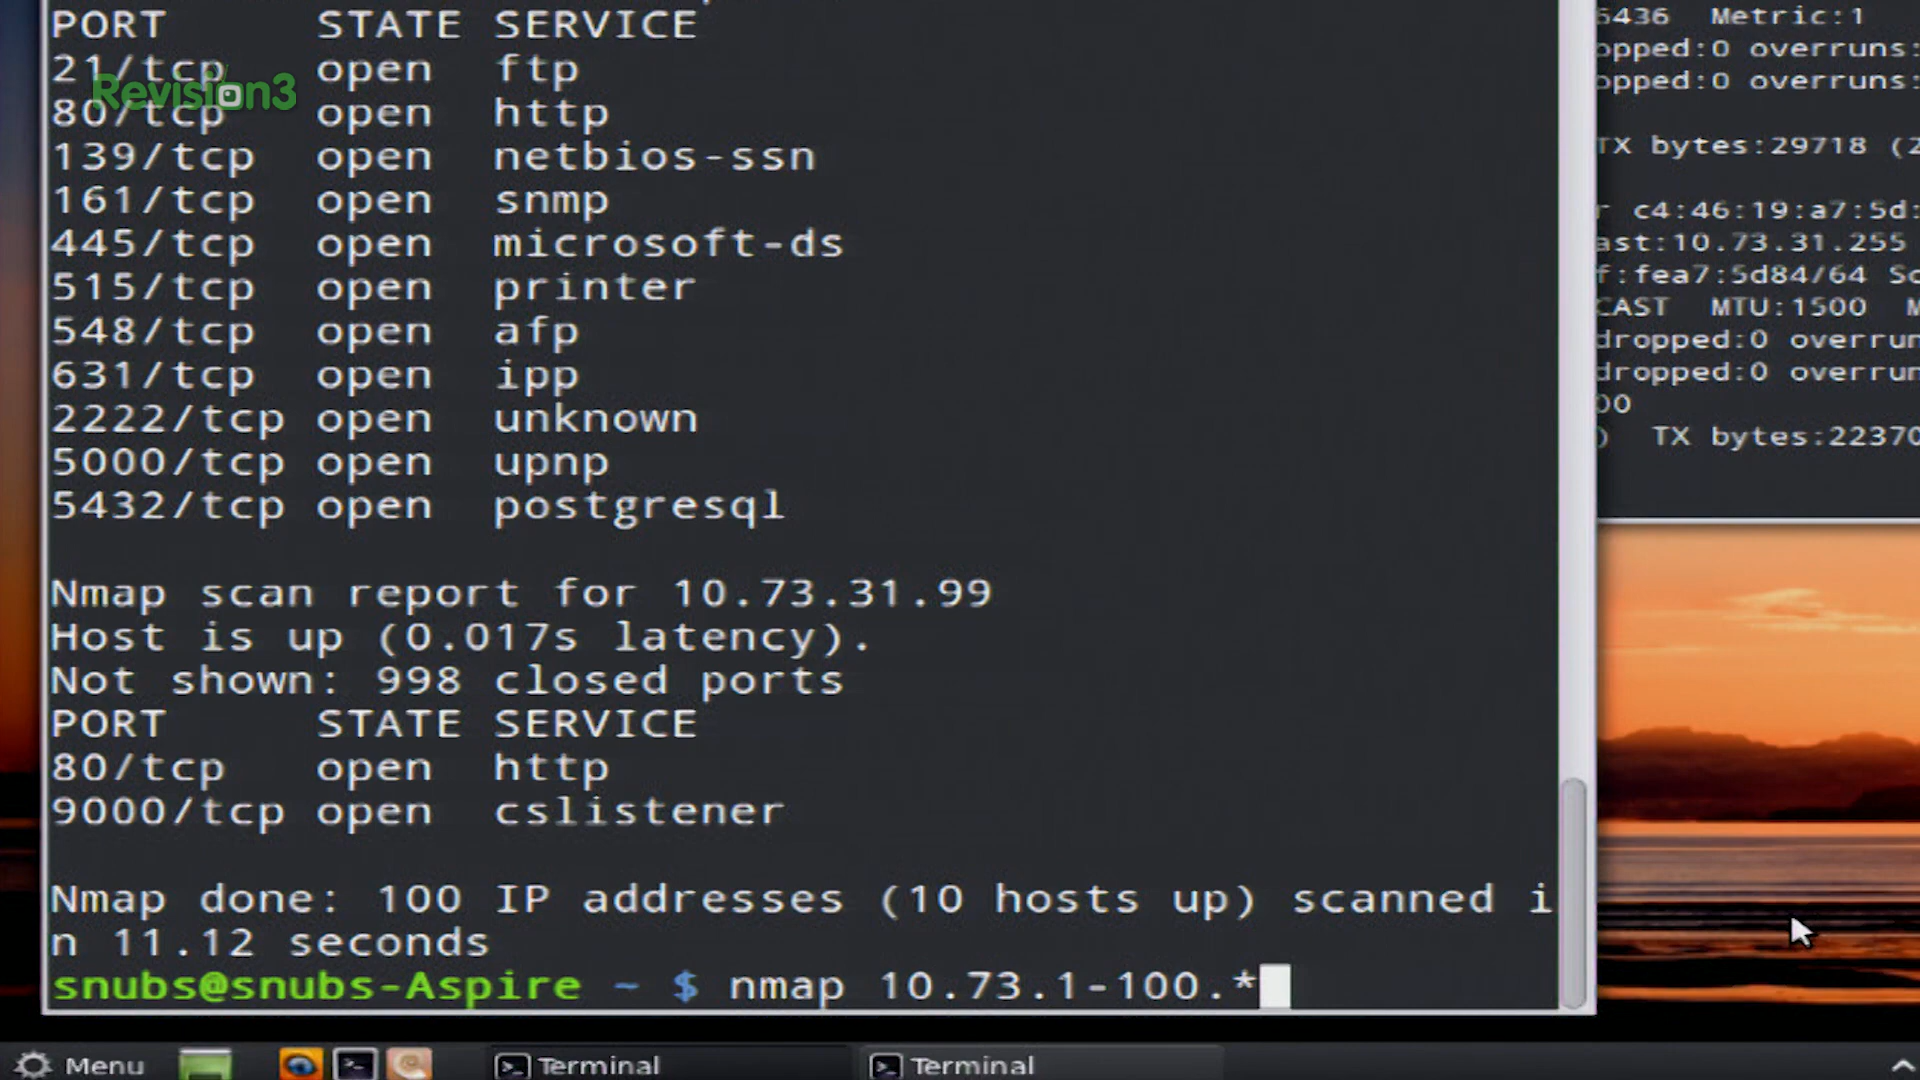 PORT STATE SERVICE
21/tcp open ftp
Revision3
80/tcp open http
139/tcp open netbios-ssn
161/tcp open snmp
445/tcp open microsoft-ds
515/tcp open printer
548/tcp open afp
631/tcp open ipp
2222/tcp open unknown
5000/tcp open upnp
5432/tcp open postgresql
Nmap scan report for 10.73.31.99
Host is up (0.017s latency).
Not shown: 998 closed ports
PORT STATE SERVICE
80/tcp open http
9000/tcp open cslistener
Nmap done: 100 IP addresses (10 hosts up) scanned i
n 11.12 seconds
snubs@snubs-Aspire ~ $ nmap 10.73.1-100.*
5436 Metric:1
opped:0 overruns:
opped:0 overruns:
TX bytes:29718 (2
r c4:46:19:a7:5d:
ast:10.73.31.255
f:fea7:5d84/64 Sc
CAST MTU:1500 M
dropped:0 overrun
dropped:0 overrun
00
) TX bytes:22370
Menu
Terminal
Terminal